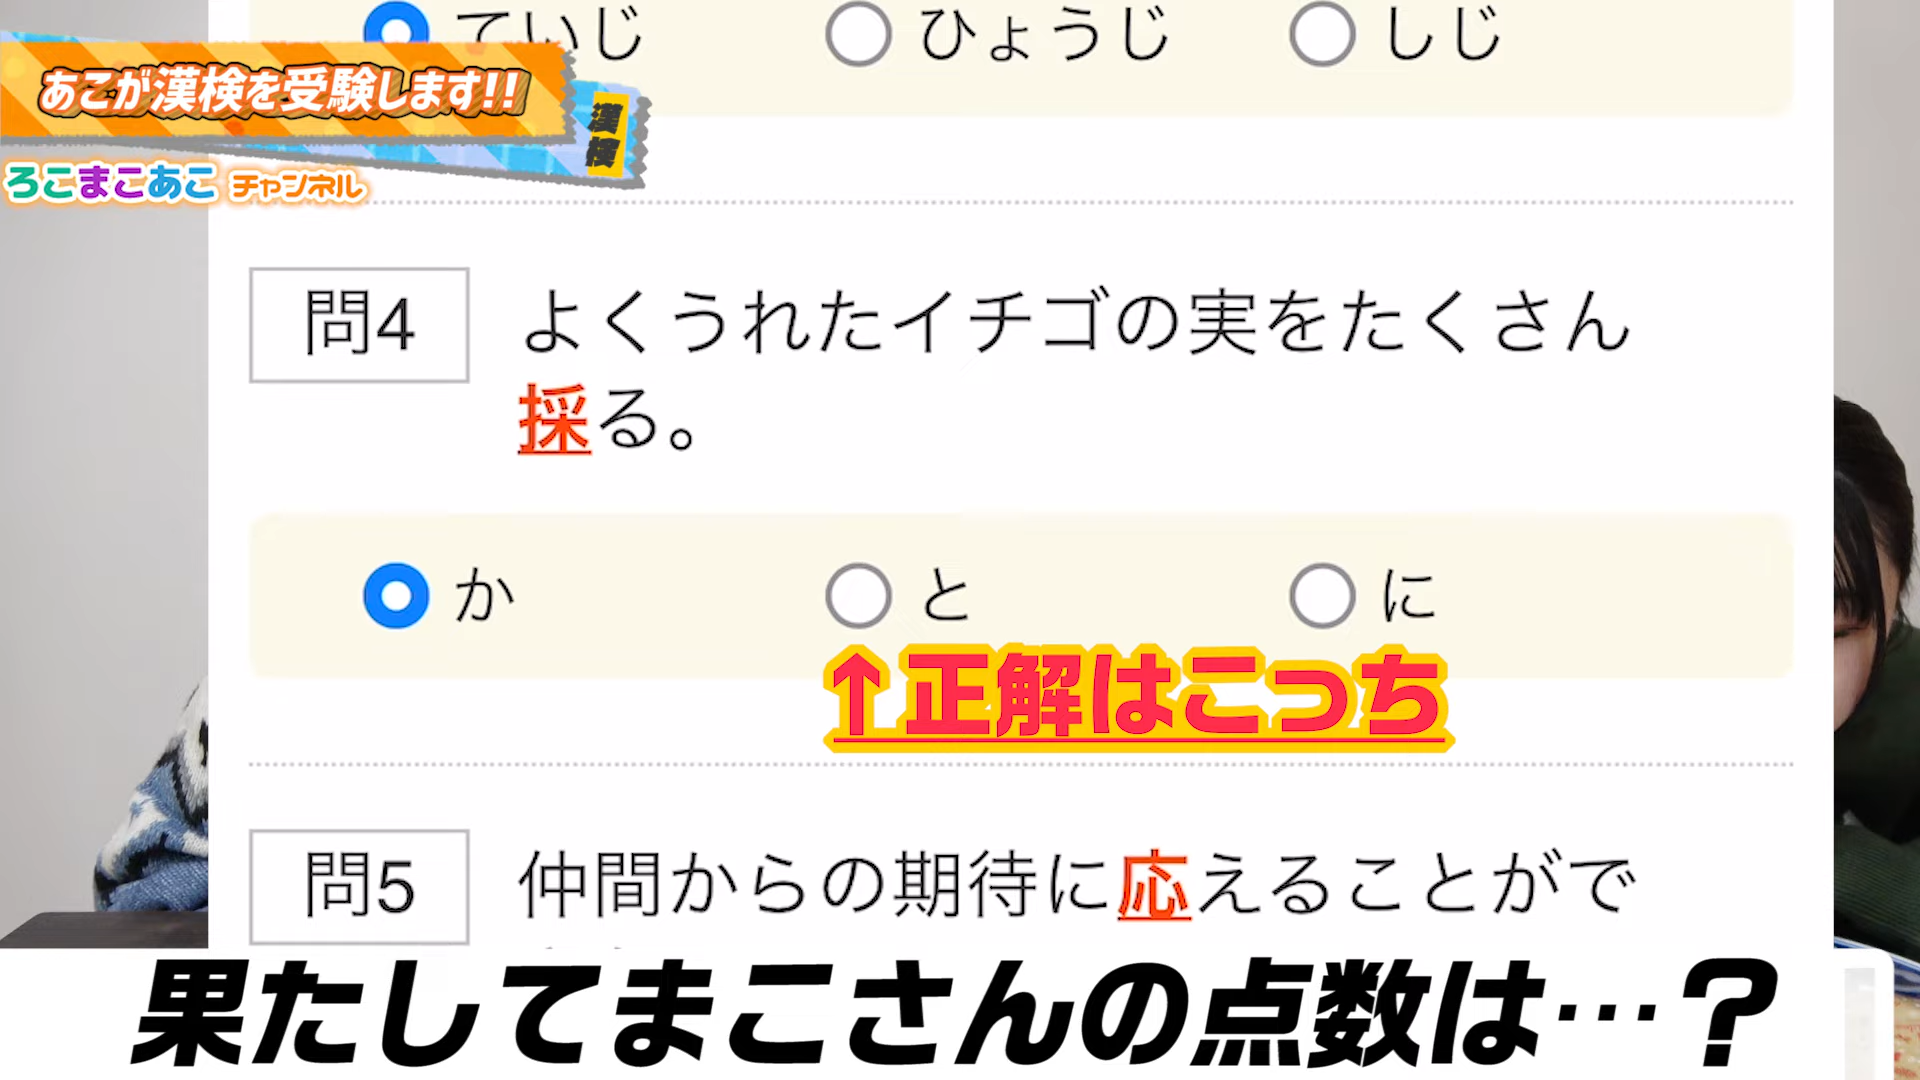 ていじ ひょうじ しじ
あこが漢検を受験します!!
漢検
ろこまこあこ チャンネル
問4 よくうれたイチゴの実をたくさん
採る。
か と に
↑正解はこっち
問5 仲間からの期待に応えることがで
果たしてまこさんの点数は…?